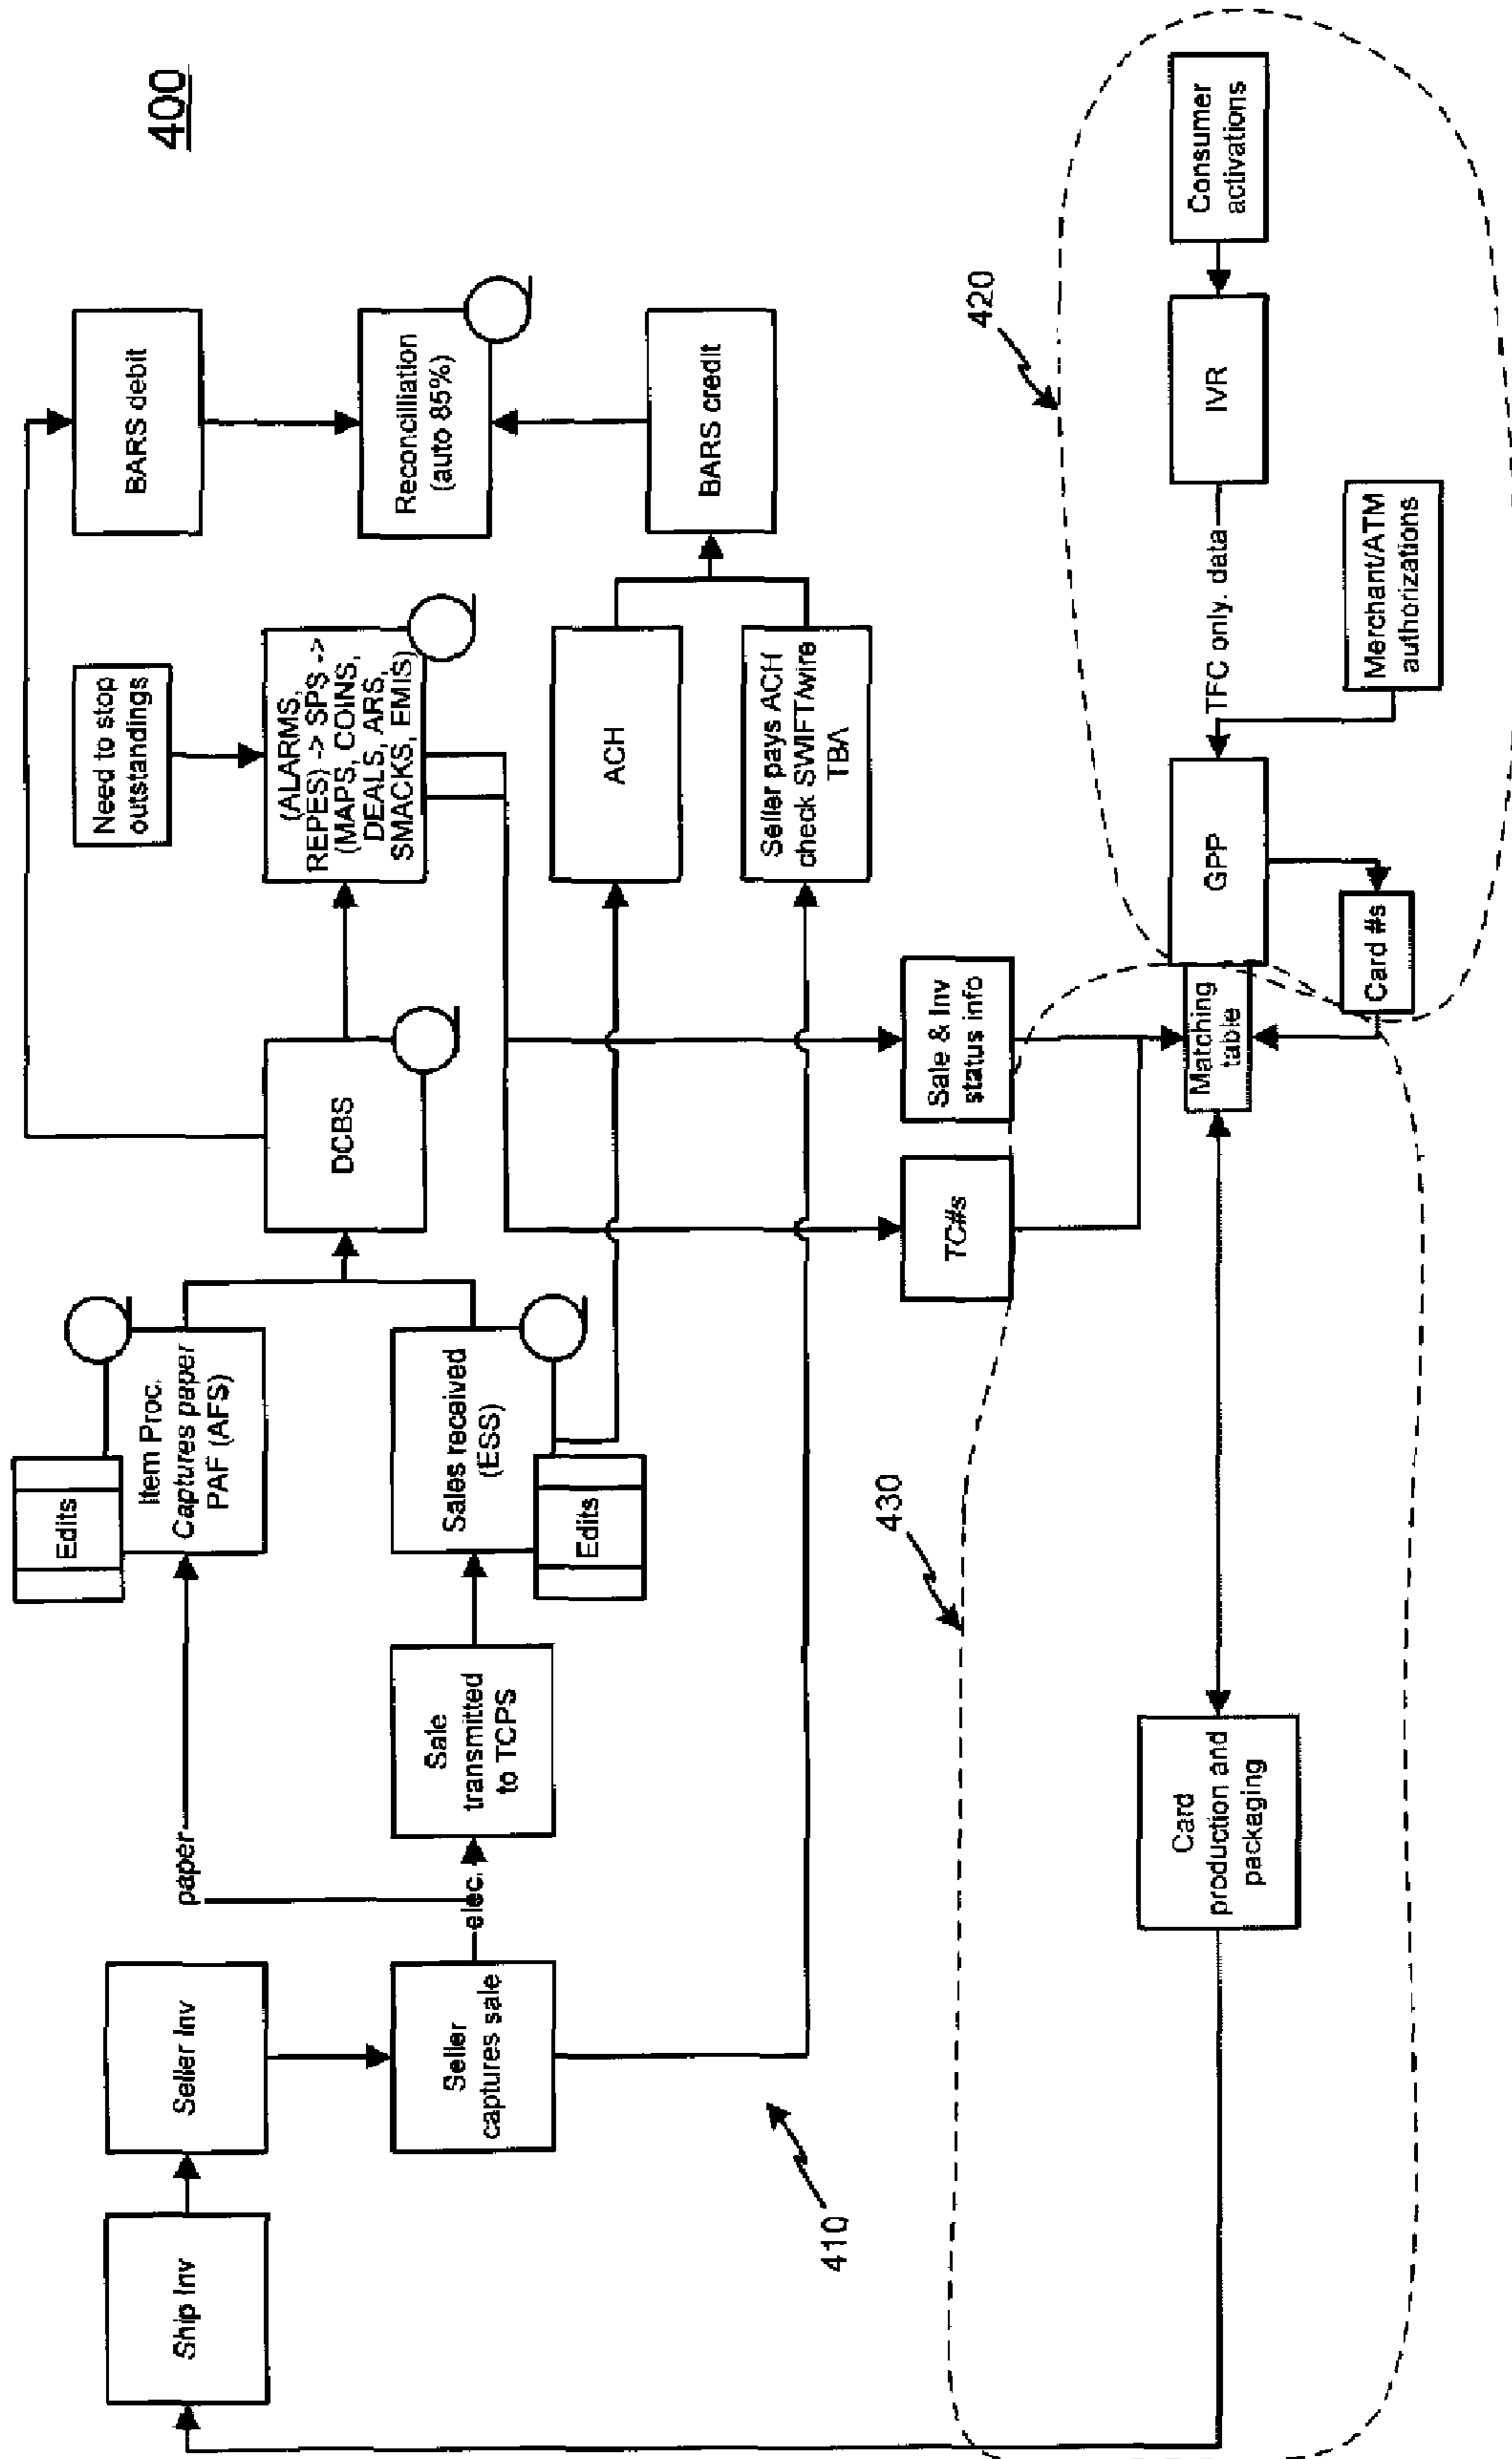 400
Ship Inv
Seller Inv
Seller
captures sale
paper
elec.
Sale
transmitted
to TCPS
Edits
Item Proc.
Captures paper
PAF (AFS)
Sales received
(ESS)
Edits
DCBS
Need to stop
outstandings
(ALARMS,
REPES) -> SPS ->
(MAPS, COINS,
DEALS, ARS,
SMACKS, EMIS)
ACH
Seller pays ACH
check SWIFT/wire
TBA
BARS debit
Reconcilliation
(auto 85%)
BARS credit
410
430
420
TC#s
Sale & Inv
status info
Card
production and
packaging
Matching
table
GPP
Card #s
TFC only. data
IVR
Consumer
activations
Merchant/ATM
authorizations